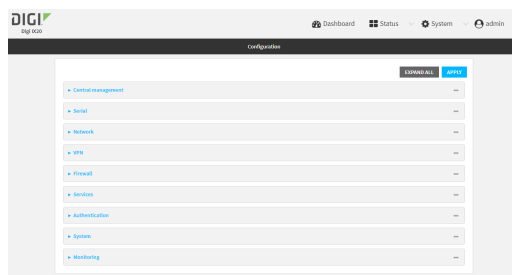 DIGI
Digi IX20
Dashboard
Status
System
admin
Configuration
EXPAND ALL
APPLY
Central management
Serial
Network
VPN
Firewall
Services
Authentication
System
Monitoring